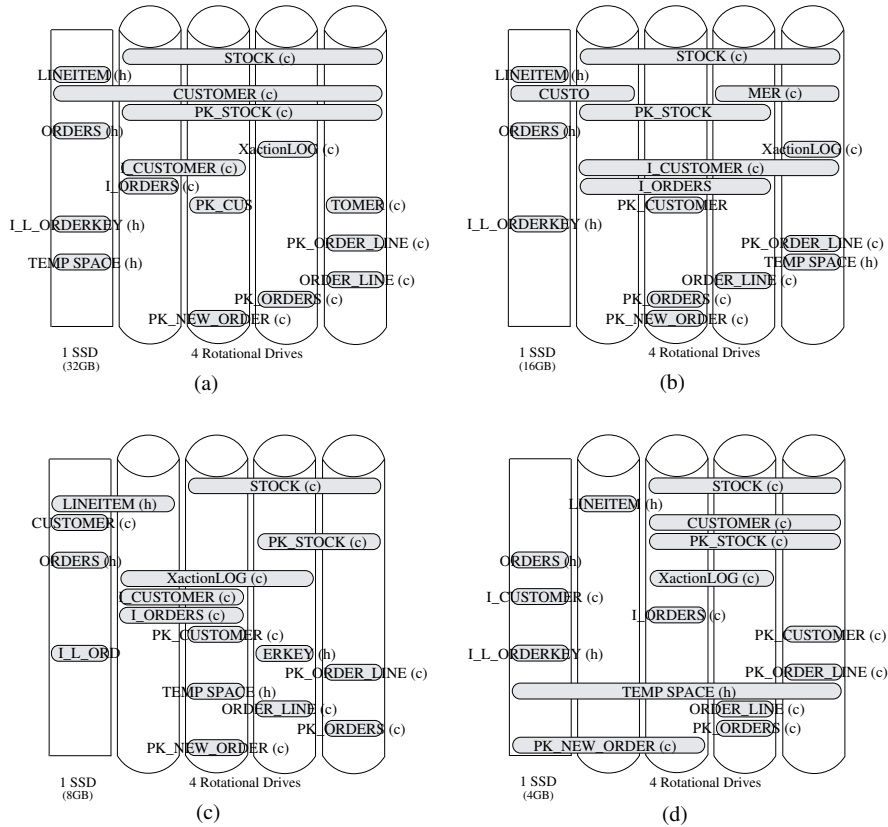 STOCK (c)
LINEITEM (h)
CUSTOMER (c)
PK_STOCK (c)
ORDERS (h)
XactionLOG (c)
I_CUSTOMER (c)
I_ORDERS (c)
PK_CUS TOMER (c)
I_L_ORDERKEY (h)
PK_ORDER_LINE (c)
TEMP SPACE (h)
ORDER_LINE (c)
PK_ORDERS (c)
PK_NEW_ORDER (c)
1 SSD 4 Rotational Drives
(32GB)
(a)
STOCK (c)
LINEITEM (h)
CUSTO MER (c)
PK_STOCK
ORDERS (h)
XactionLOG (c)
I_CUSTOMER (c)
I_ORDERS
PK_CUSTOMER
I_L_ORDERKEY (h)
PK_ORDER_LINE (c)
TEMP SPACE (h)
ORDER_LINE (c)
PK_ORDERS (c)
PK_NEW_ORDER (c)
1 SSD 4 Rotational Drives
(16GB)
(b)
STOCK (c)
LINEITEM (h)
CUSTOMER (c)
PK_STOCK (c)
ORDERS (h)
XactionLOG (c)
I_CUSTOMER (c)
I_ORDERS (c)
PK_CUSTOMER (c)
I_L_ORD ERKEY (h)
PK_ORDER_LINE (c)
TEMP SPACE (h)
ORDER_LINE (c)
PK_ORDERS (c)
PK_NEW_ORDER (c)
1 SSD 4 Rotational Drives
(8GB)
(c)
STOCK (c)
LINEITEM (h)
CUSTOMER (c)
PK_STOCK (c)
ORDERS (h)
XactionLOG (c)
I_CUSTOMER (c)
I_ORDERS (c)
PK_CUSTOMER (c)
I_L_ORDERKEY (h)
PK_ORDER_LINE (c)
TEMP SPACE (h)
ORDER_LINE (c)
PK_ORDERS (c)
PK_NEW_ORDER (c)
1 SSD 4 Rotational Drives
(4GB)
(d)